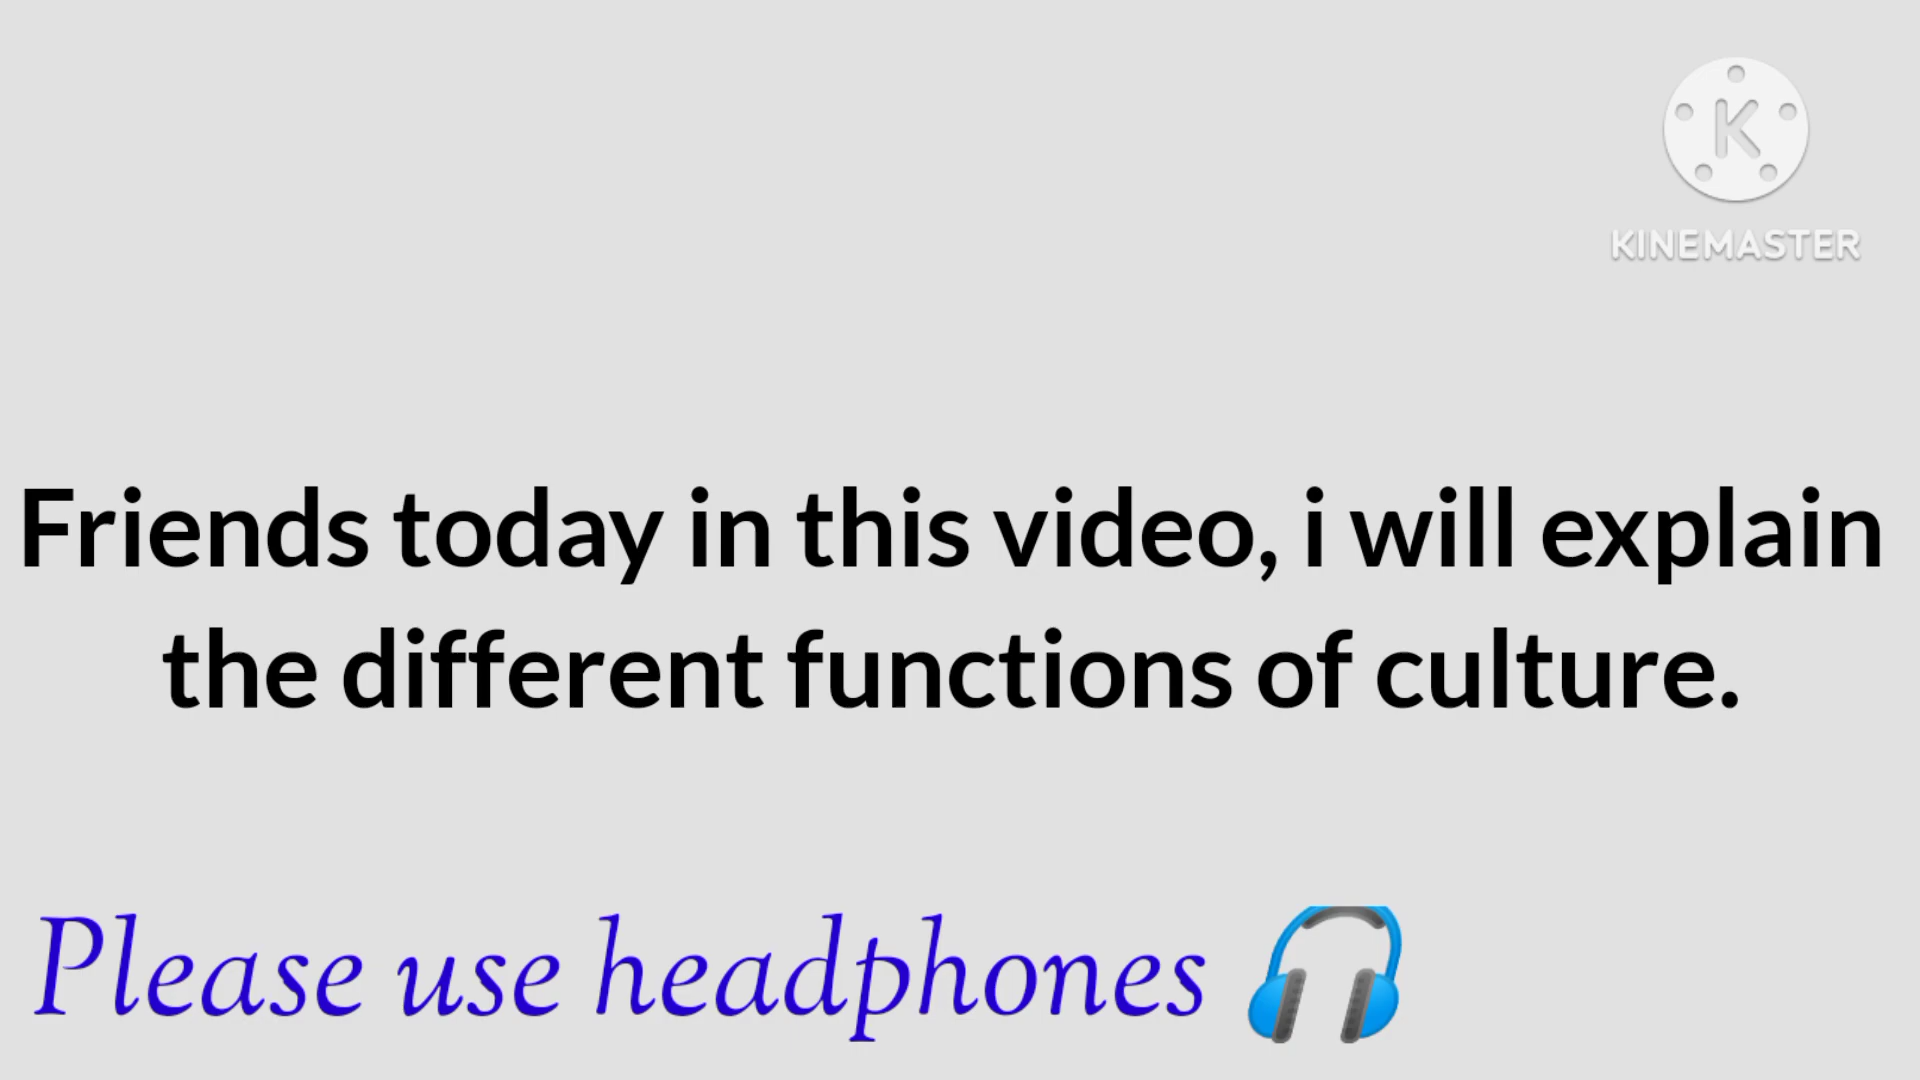 K
KINEMASTER
Friends today in this video, i will explain
the different functions of culture.
Please use headphones 🎧